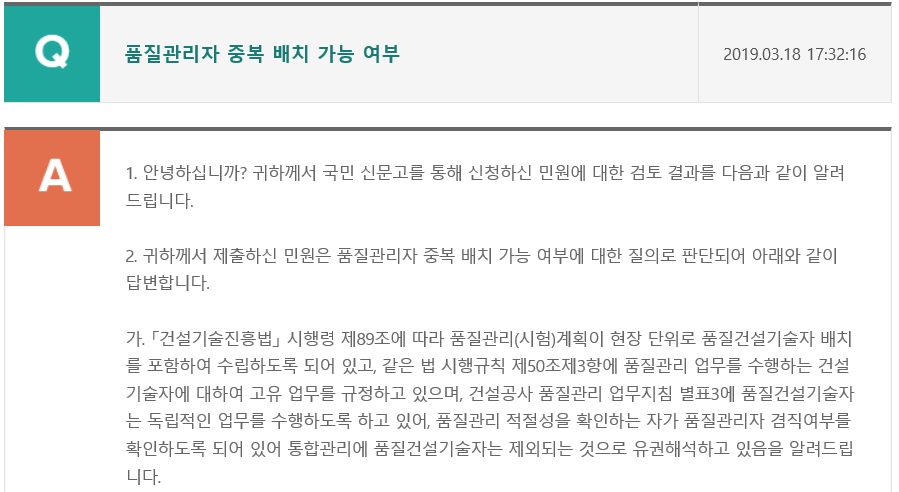 Q
품질관리자 중복 배치 가능 여부
2019.03.18 17:32:16
A
1. 안녕하십니까? 귀하께서 국민 신문고를 통해 신청하신 민원에 대한 검토 결과를 다음과 같이 알려
드립니다.
2. 귀하께서 제출하신 민원은 품질관리자 중복 배치 가능 여부에 대한 질의로 판단되어 아래와 같이
답변합니다.
가. ｢건설기술진흥법｣ 시행령 제89조에 따라 품질관리(시험)계획이 현장 단위로 품질건설기술자 배치
를 포함하여 수립하도록 되어 있고, 같은 법 시행규칙 제50조제3항에 품질관리 업무를 수행하는 건설
기술자에 대하여 고유 업무를 규정하고 있으며, 건설공사 품질관리 업무지침 별표3에 품질건설기술자
는 독립적인 업무를 수행하도록 하고 있어, 품질관리 적절성을 확인하는 자가 품질관리자 겸직여부를
확인하도록 되어 있어 통합관리에 품질건설기술자는 제외되는 것으로 유권해석하고 있음을 알려드립
니다.